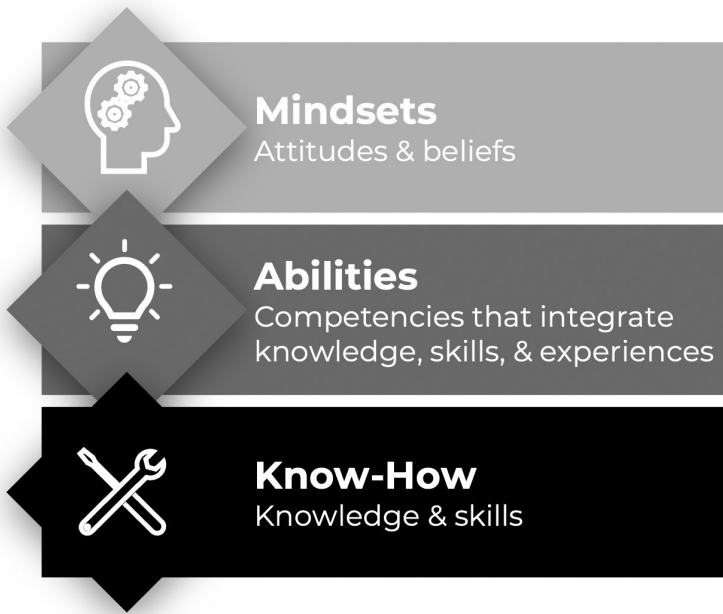 Mindsets
Attitudes & beliefs
Abilities
Competencies that integrate
knowledge, skills, & experiences
Know-How
Knowledge & skills